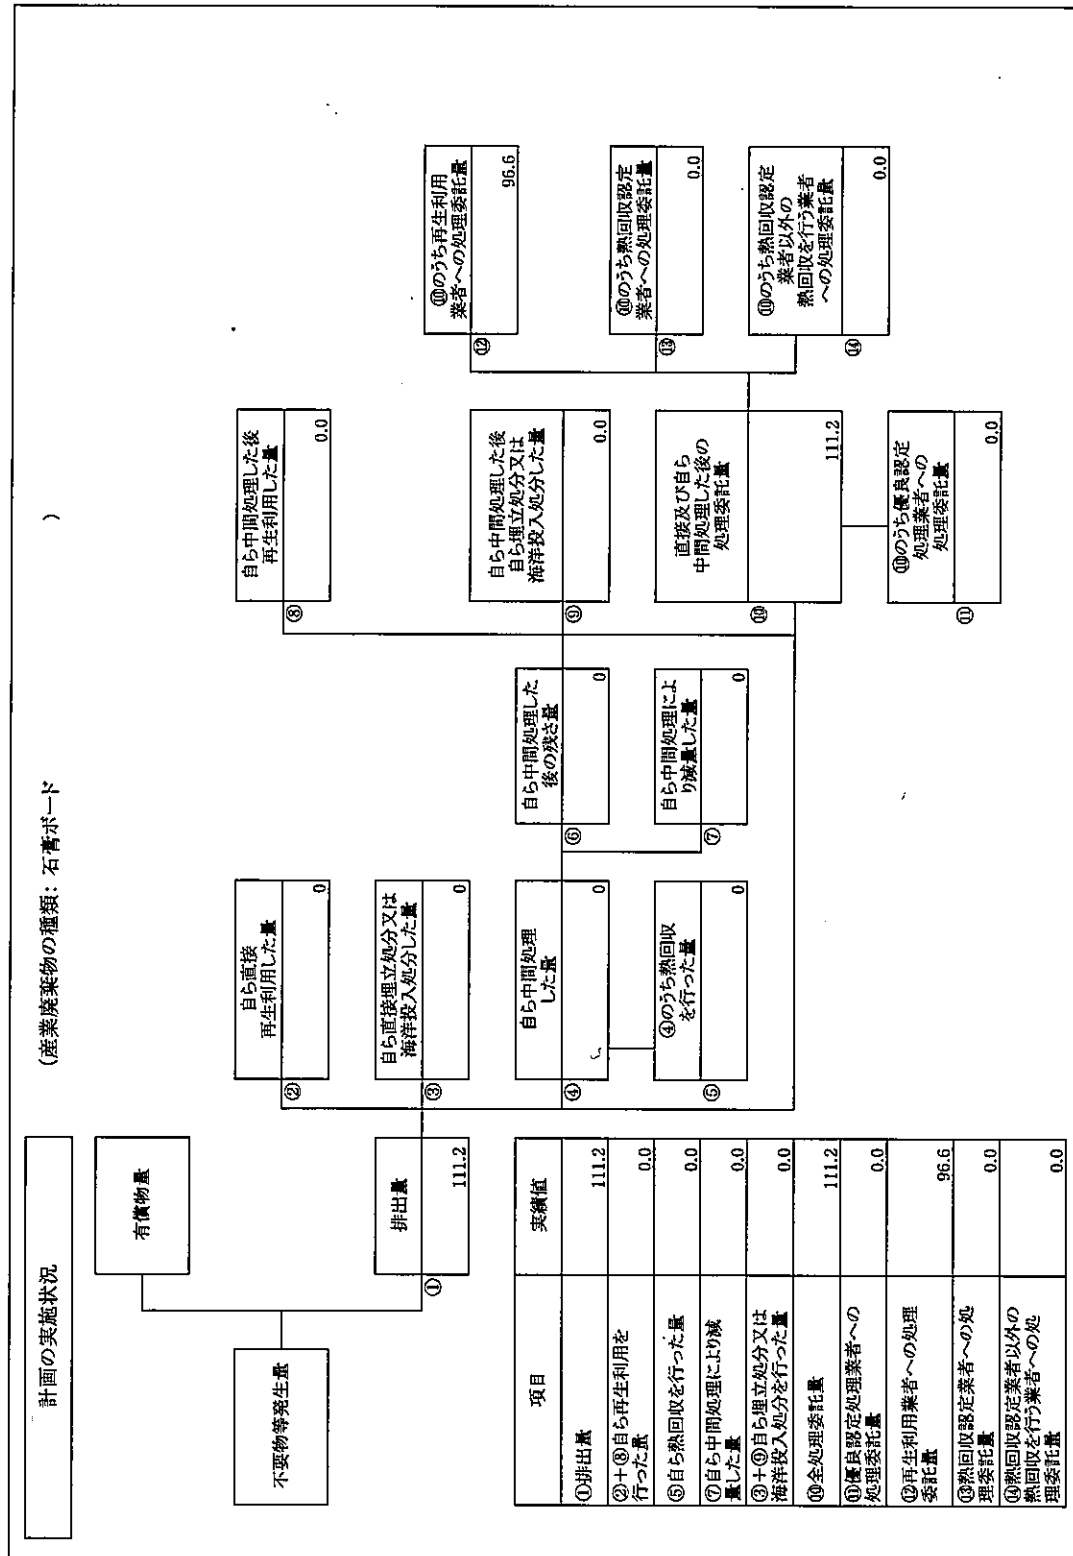 計画の実施状況
(産業廃棄物の種類: 石膏ボード
)
不要物等発生量
有償物量
①
排出量
111.2
②
自ら直接
再生利用した量
0
③
自ら直接埋立処分又は
海洋投入処分した量
0
④
自ら中間処理
した量
0
⑤
④のうち熱回収
を行った量
0
⑥
自ら中間処理した
後の残さ量
0
⑦
自ら中間処理によ
り減量した量
0
⑧
自ら中間処理した後
再生利用した量
0.0
⑨
自ら中間処理した後
自ら埋立処分又は
海洋投入処分した量
0.0
⑩
直接及び自ら
中間処理した後の
処理委託量
111.2
⑪
⑩のうち優良認定
処理業者への
処理委託量
0.0
⑫
⑩のうち再生利用
業者への処理委託量
96.6
⑬
⑩のうち熱回収認定
業者への処理委託量
0.0
⑭
⑩のうち熱回収認定
業者以外の
熱回収を行う業者
への処理委託量
0.0
項目 実績値
①排出量 111.2
②+⑧自ら再生利用を
行った量 0.0
⑤自ら熱回収を行った量 0.0
⑦自ら中間処理により減
量した量 0.0
③+⑨自ら埋立処分又は
海洋投入処分を行った量 0.0
⑩全処理委託量 111.2
⑪優良認定処理業者への
処理委託量 0.0
⑫再生利用業者への処理
委託量 96.6
⑬熱回収認定業者への処
理委託量 0.0
⑭熱回収認定業者以外の
熱回収を行う業者への処
理委託量 0.0